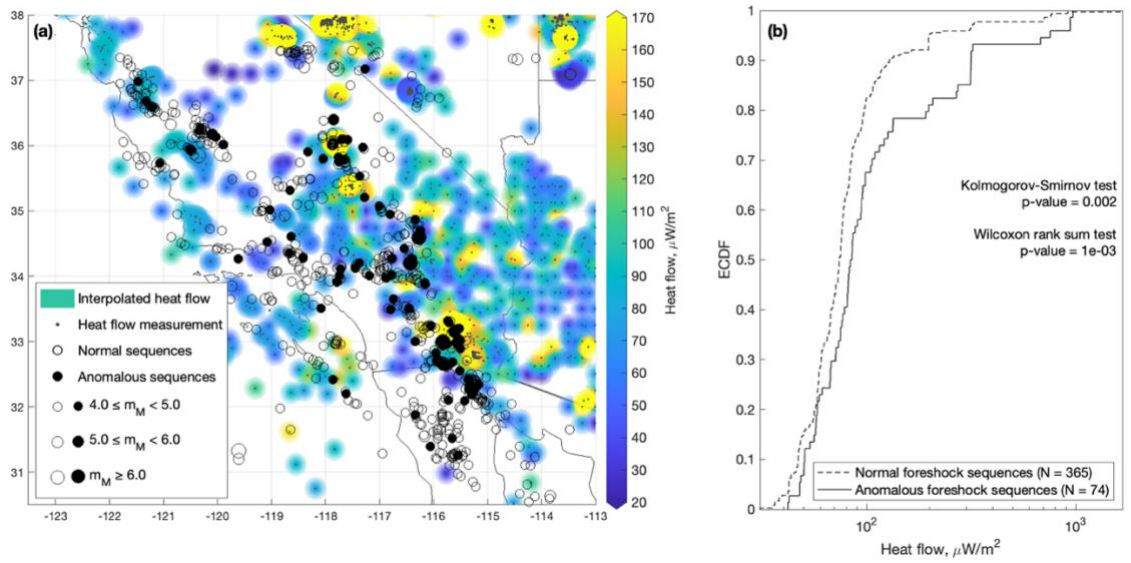 (a)
38
37
36
35
34
33
32
31
-123
-122
-121
-120
-119
-118
-117
-116
-115
-114
-113
Interpolated heat flow
Heat flow measurement
Normal sequences
Anomalous sequences
4.0 ≤ mM < 5.0
5.0 ≤ mM < 6.0
mM ≥ 6.0
170
160
150
140
130
120
110
100
90
80
70
60
50
40
30
20
Heat flow, μW/m²
(b)
1
0.9
0.8
0.7
0.6
0.5
0.4
0.3
0.2
0.1
0
ECDF
Kolmogorov-Smirnov test
p-value = 0.002
Wilcoxon rank sum test
p-value = 1e-03
Normal foreshock sequences (N = 365)
Anomalous foreshock sequences (N = 74)
10²
10³
Heat flow, μW/m²